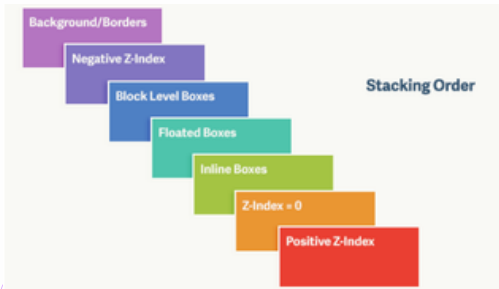 Background/Borders
Negative Z-Index
Stacking Order
Block Level Boxes
Floated Boxes
Inline Boxes
Z-Index = 0
Positive Z-Index